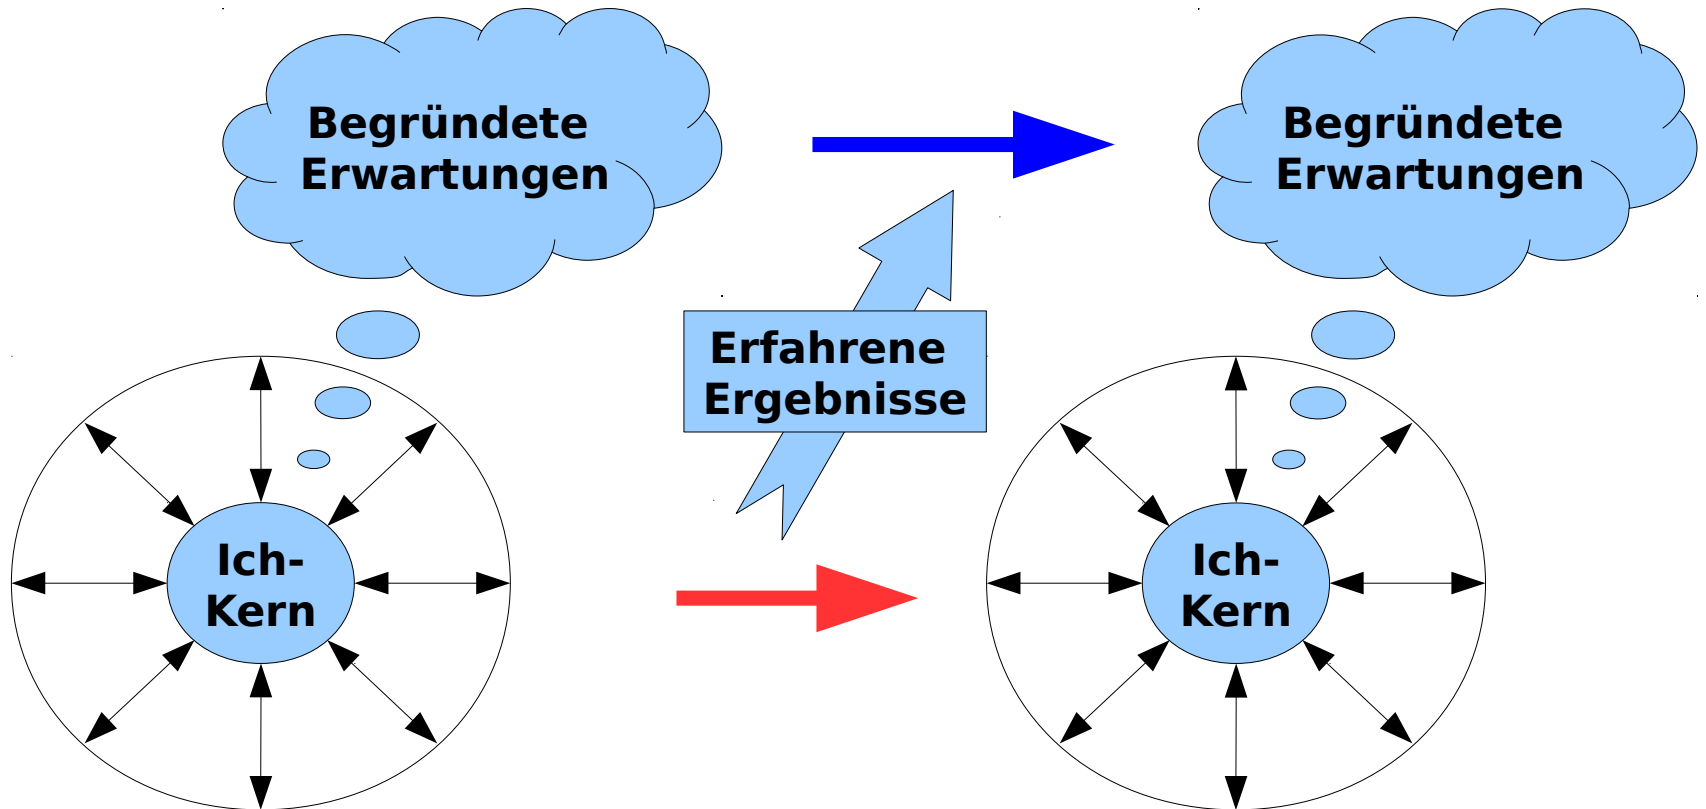 Begründete
Erwartungen
Begründete
Erwartungen
Erfahrene
Ergebnisse
Ich-
Kern
Ich-
Kern